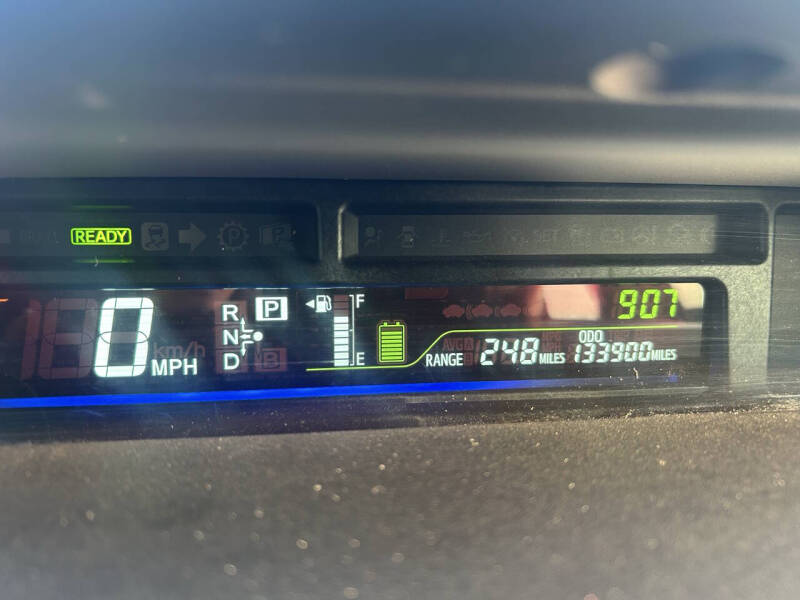 READY
0 MPH
km/h
R
N
D
P
B
F
E
907
RANGE 248 MILES
ODO
133900 MILES